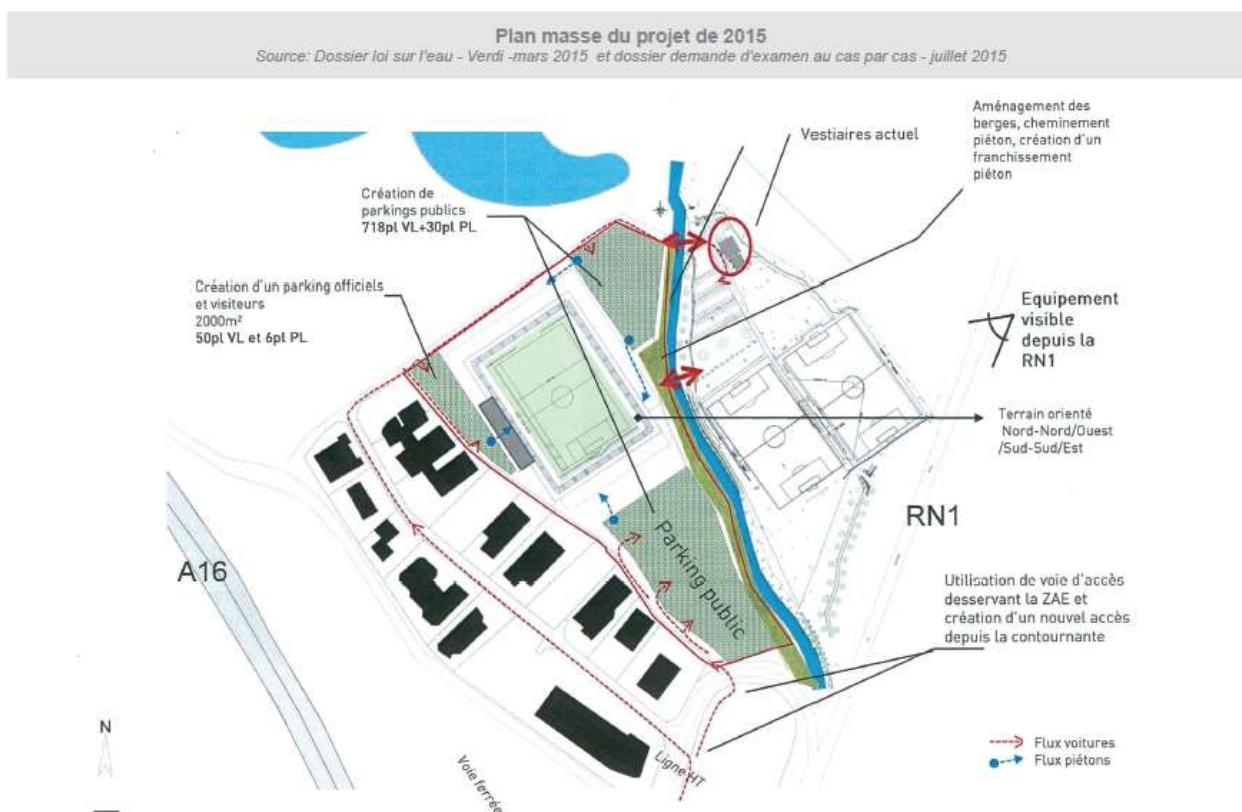 Plan masse du projet de 2015
Source: Dossier loi sur l'eau - Verdi -mars 2015 et dossier demande d'examen au cas par cas - juillet 2015
Aménagement des
berges, cheminement
piéton, création d'un
franchissement
piéton
Vestiaires actuel
Création de
parkings publics
718pl VL+30pl PL
Création d'un parking officiels
et visiteurs
2000m²
50pl VL et 6pl PL
Equipement
visible
depuis la
RN1
Terrain orienté
Nord-Nord/Ouest
/Sud-Sud/Est
RN1
A16
Parking public
Utilisation de voie d'accès
desservant la ZAE et
création d'un nouvel accès
depuis la contournante
N
Flux voitures
Flux piétons
Ligne HT
Voie ferrée